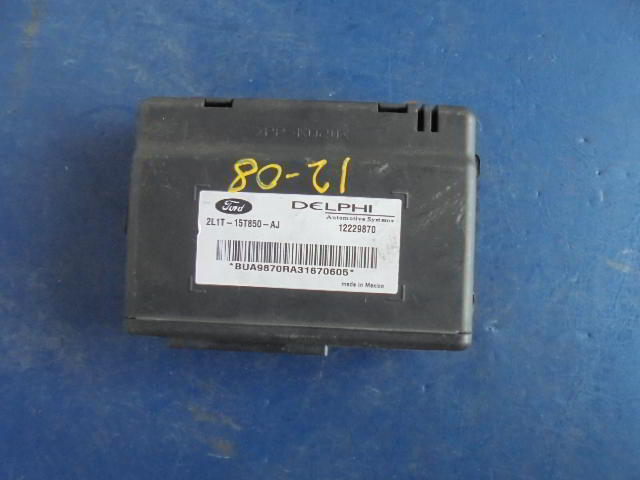 12-08
Ford
DELPHI
Automotive Systems
2L1T-15T850-AJ
12229870
*BUA9870RA31670605*
made in Mexico